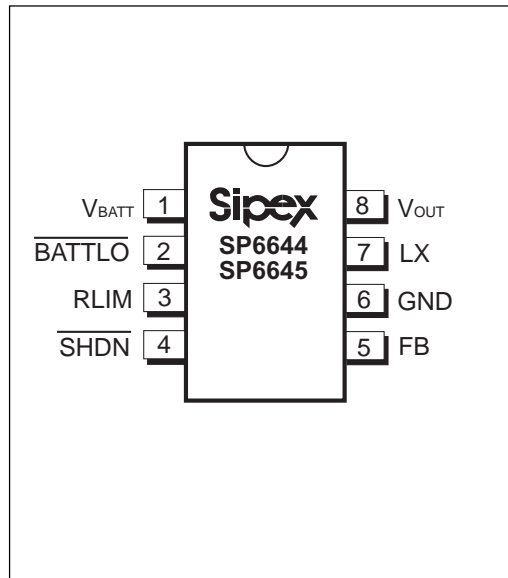 VBATT 1 Sipex 8 VOUT
BATTLO 2 SP6644 7 LX
SP6645
RLIM 3 6 GND
SHDN 4 5 FB